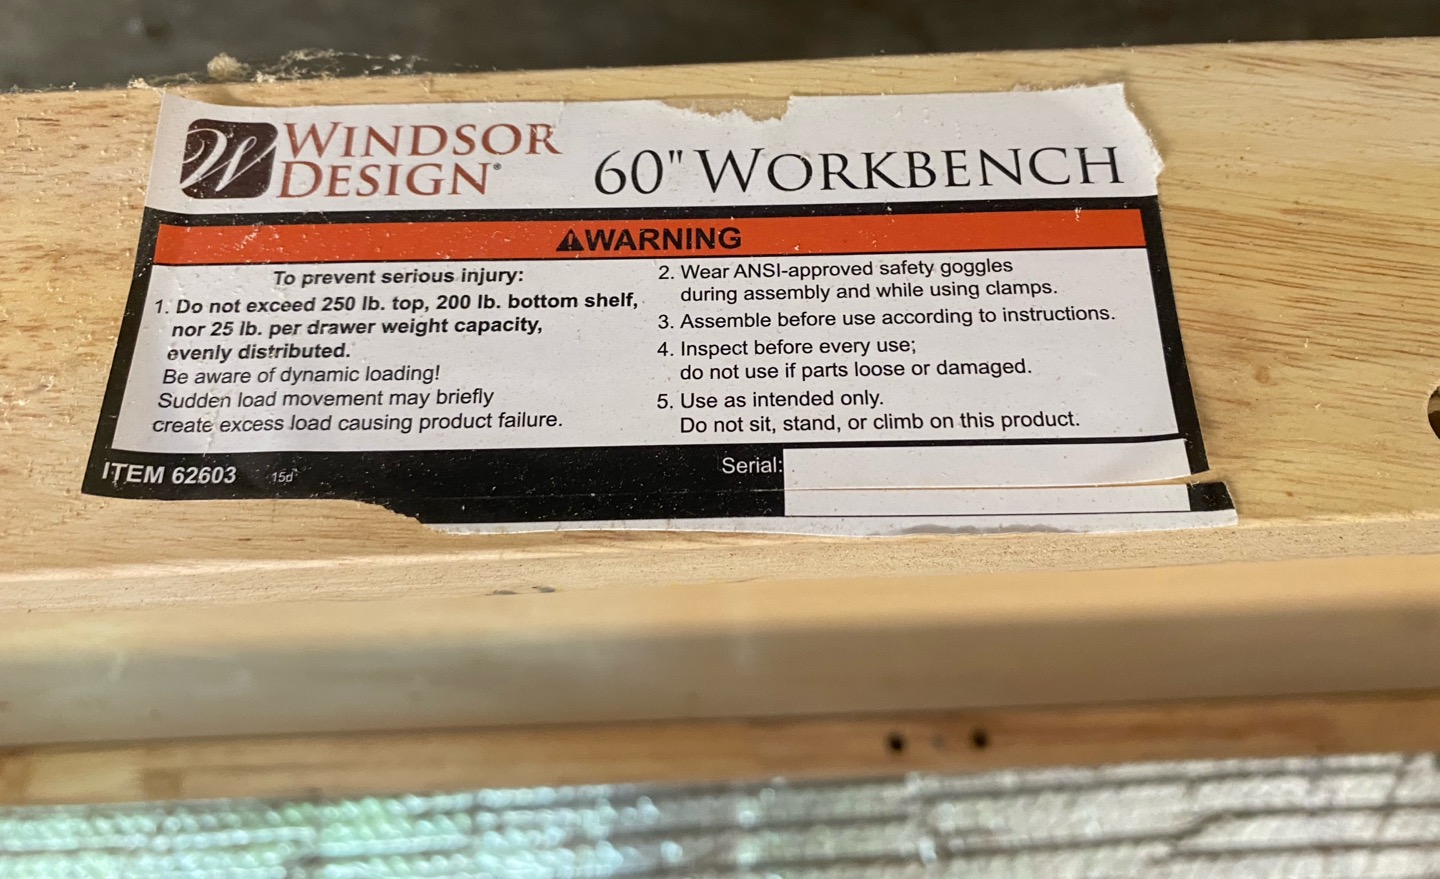 WINDSOR
DESIGN®
60" WORKBENCH
⚠WARNING
To prevent serious injury:
1. Do not exceed 250 lb. top, 200 lb. bottom shelf,
nor 25 lb. per drawer weight capacity,
evenly distributed.
Be aware of dynamic loading!
Sudden load movement may briefly
create excess load causing product failure.
2. Wear ANSI-approved safety goggles
during assembly and while using clamps.
3. Assemble before use according to instructions.
4. Inspect before every use;
do not use if parts loose or damaged.
5. Use as intended only.
Do not sit, stand, or climb on this product.
ITEM 62603 15d
Serial: